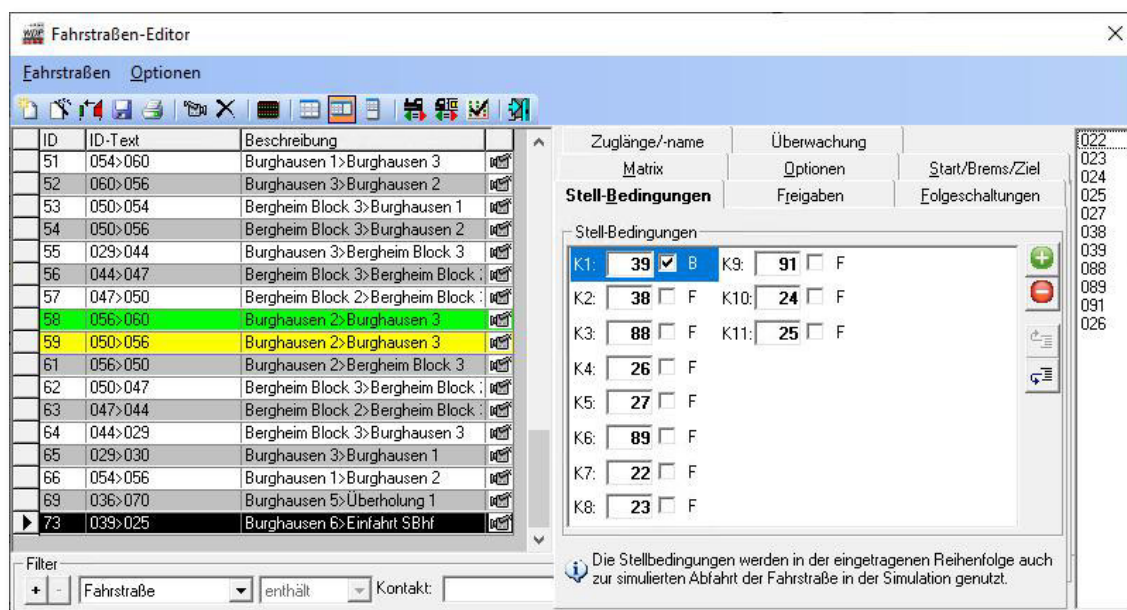 WDP Fahrstraßen-Editor
Fahrstraßen Optionen
ID ID-Text Beschreibung
51 054>060 Burghausen 1>Burghausen 3
52 060>056 Burghausen 3>Burghausen 2
53 050>054 Bergheim Block 3>Burghausen 1
54 050>056 Bergheim Block 3>Burghausen 2
55 029>044 Burghausen 3>Bergheim Block 3
56 044>047 Bergheim Block 3>Bergheim Block
57 047>050 Bergheim Block 2>Bergheim Block
58 056>060 Burghausen 2>Burghausen 3
59 050>056 Burghausen 2>Burghausen 3
61 056>050 Burghausen 2>Bergheim Block 3
62 050>047 Bergheim Block 3>Bergheim Block
63 047>044 Bergheim Block 2>Bergheim Block
64 044>029 Bergheim Block 3>Burghausen 3
65 029>030 Burghausen 3>Burghausen 1
66 054>056 Burghausen 1>Burghausen 2
69 036>070 Burghausen 5>Überholung 1
73 039>025 Burghausen 6>Einfahrt SBhf
Filter
+ - Fahrstraße enthält Kontakt:
Zuglänge/-name Überwachung
Matrix Optionen Start/Brems/Ziel
Stell-Bedingungen Freigaben Folgeschaltungen
Stell-Bedingungen
K1: 39 B K9: 91 F
K2: 38 F K10: 24 F
K3: 88 F K11: 25 F
K4: 26 F
K5: 27 F
K6: 89 F
K7: 22 F
K8: 23 F
Die Stellbedingungen werden in der eingetragenen Reihenfolge auch
zur simulierten Abfahrt der Fahrstraße in der Simulation genutzt.
022
023
024
025
027
038
039
088
089
091
026